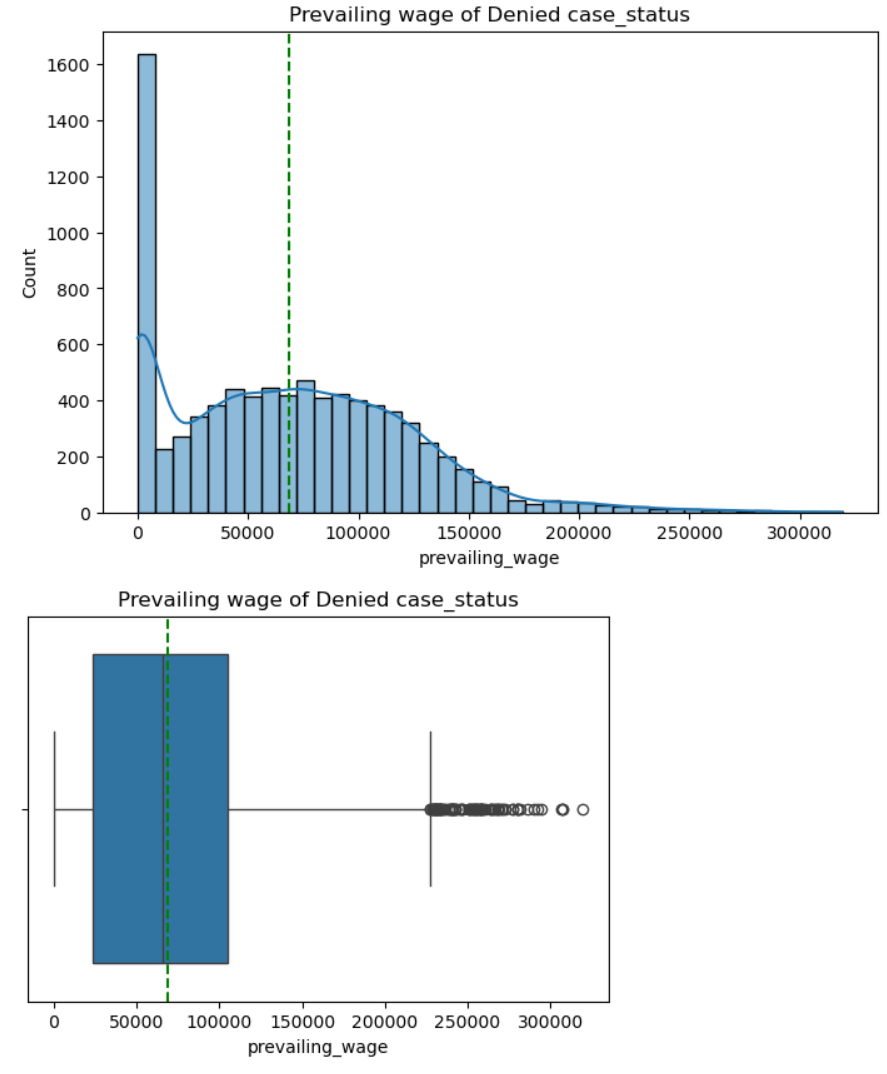 Prevailing wage of Denied case_status
1600
1400
1200
1000
800
600
400
200
0
Count
0 50000 100000 150000 200000 250000 300000
prevailing_wage
Prevailing wage of Denied case_status
0 50000 100000 150000 200000 250000 300000
prevailing_wage